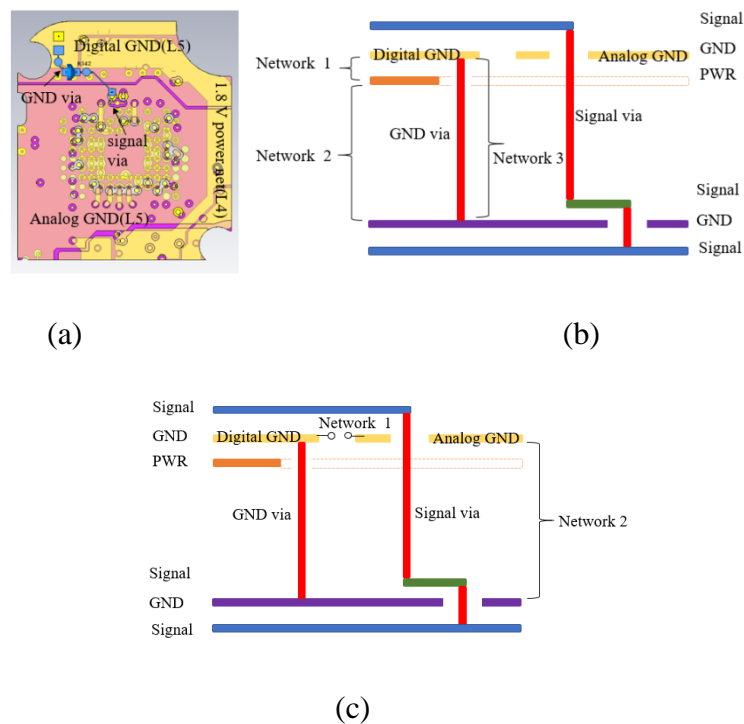 Digital GND(L5)
R342
GND via
signal
via
1.8 V power net(L4)
Analog GND(L5)
(a)
Signal
Digital GND
Analog GND
GND
Network 1
PWR
GND via
Signal via
Network 2
Network 3
Signal
GND
Signal
(b)
Signal
Network 1
GND
Digital GND
Analog GND
PWR
GND via
Signal via
Network 2
Signal
GND
Signal
(c)